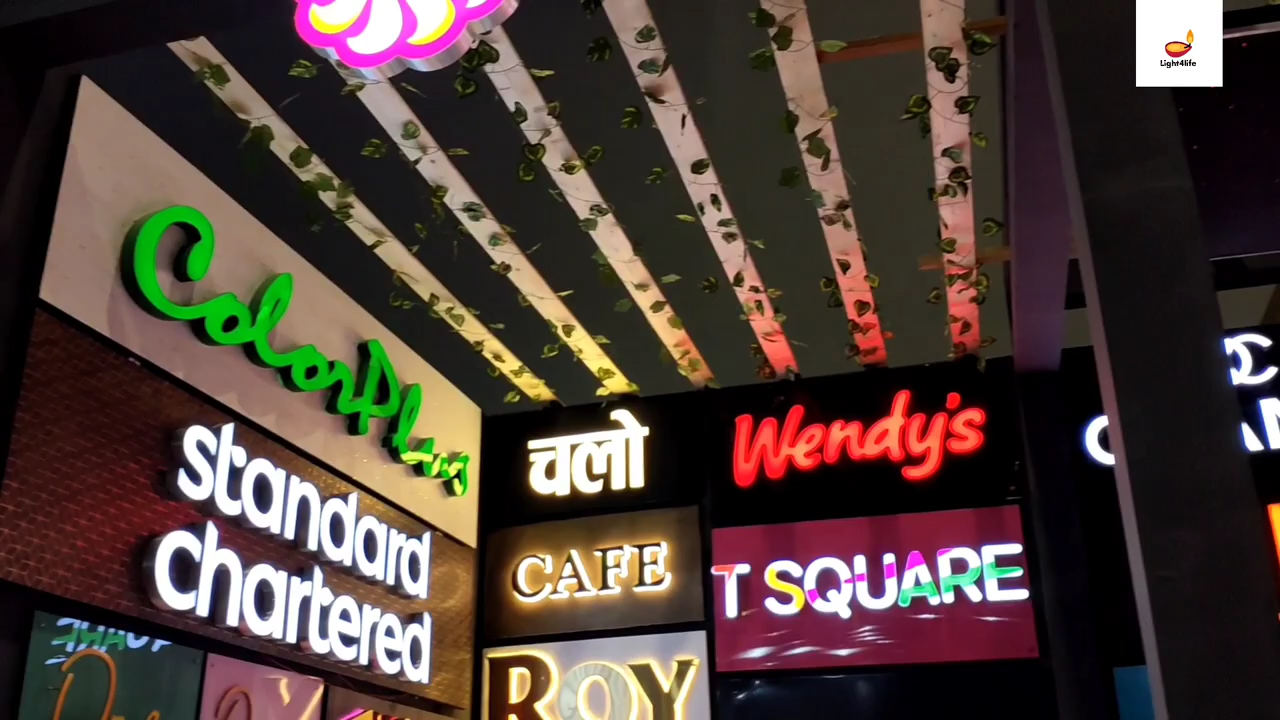 Light4life
ColorPlus
standard
chartered
चलो
CAFE
ROY
Wendy's
T SQUARE